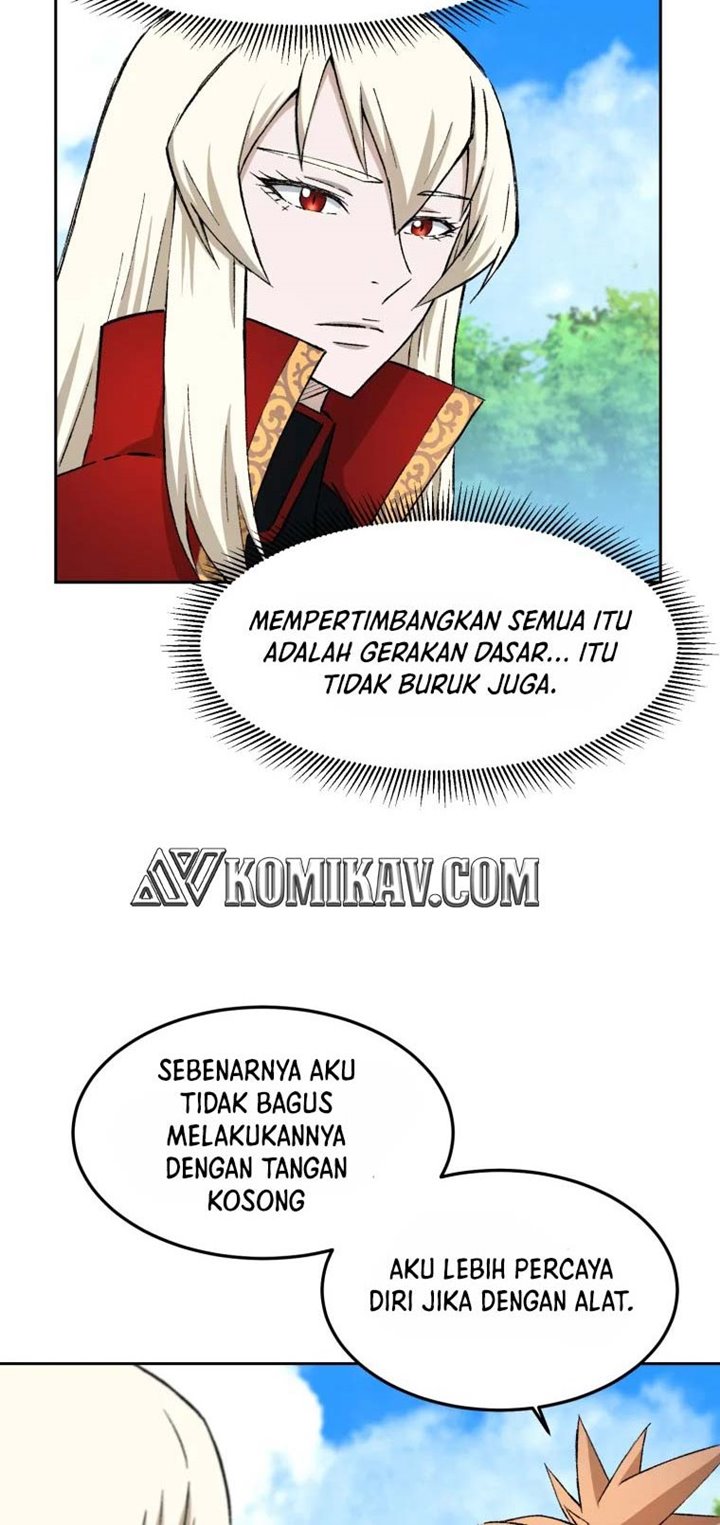 MEMPERTIMBANGKAN SEMUA ITU
ADALAH GERAKAN DASAR... ITU
TIDAK BURUK JUGA.
KOMIKAV.COM
SEBENARNYA AKU
TIDAK BAGUS
MELAKUKANNYA
DENGAN TANGAN
KOSONG
AKU LEBIH PERCAYA
DIRI JIKA DENGAN ALAT.